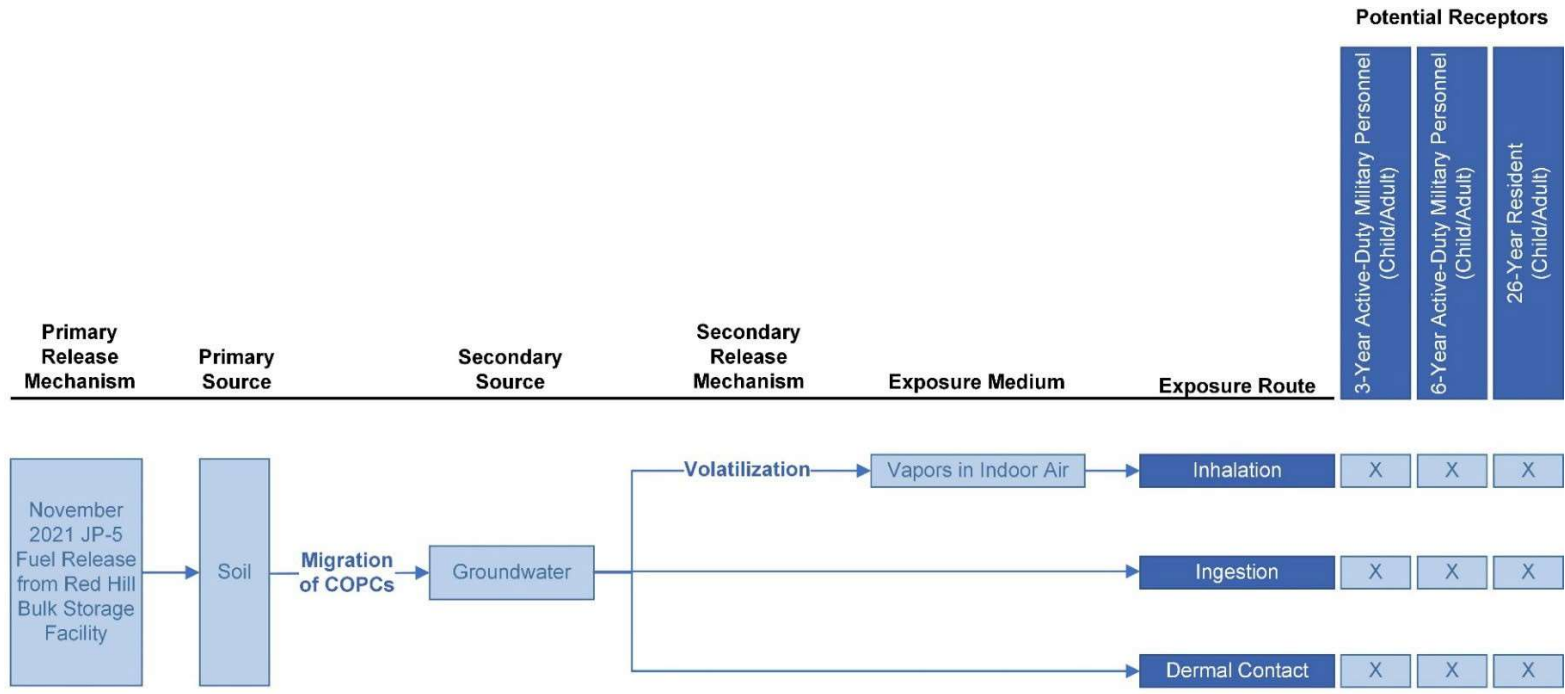 Potential Receptors
3-Year Active-Duty Military Personnel
(Child/Adult)
6-Year Active-Duty Military Personnel
(Child/Adult)
26-Year Resident
(Child/Adult)
Primary
Release
Mechanism
Primary
Source
Secondary
Source
Secondary
Release
Mechanism
Exposure Medium
Exposure Route
November
2021 JP-5
Fuel Release
from Red Hill
Bulk Storage
Facility
Soil
Migration
of COPCs
Groundwater
Volatilization
Vapors in Indoor Air
Inhalation
X
X
X
Ingestion
X
X
X
Dermal Contact
X
X
X